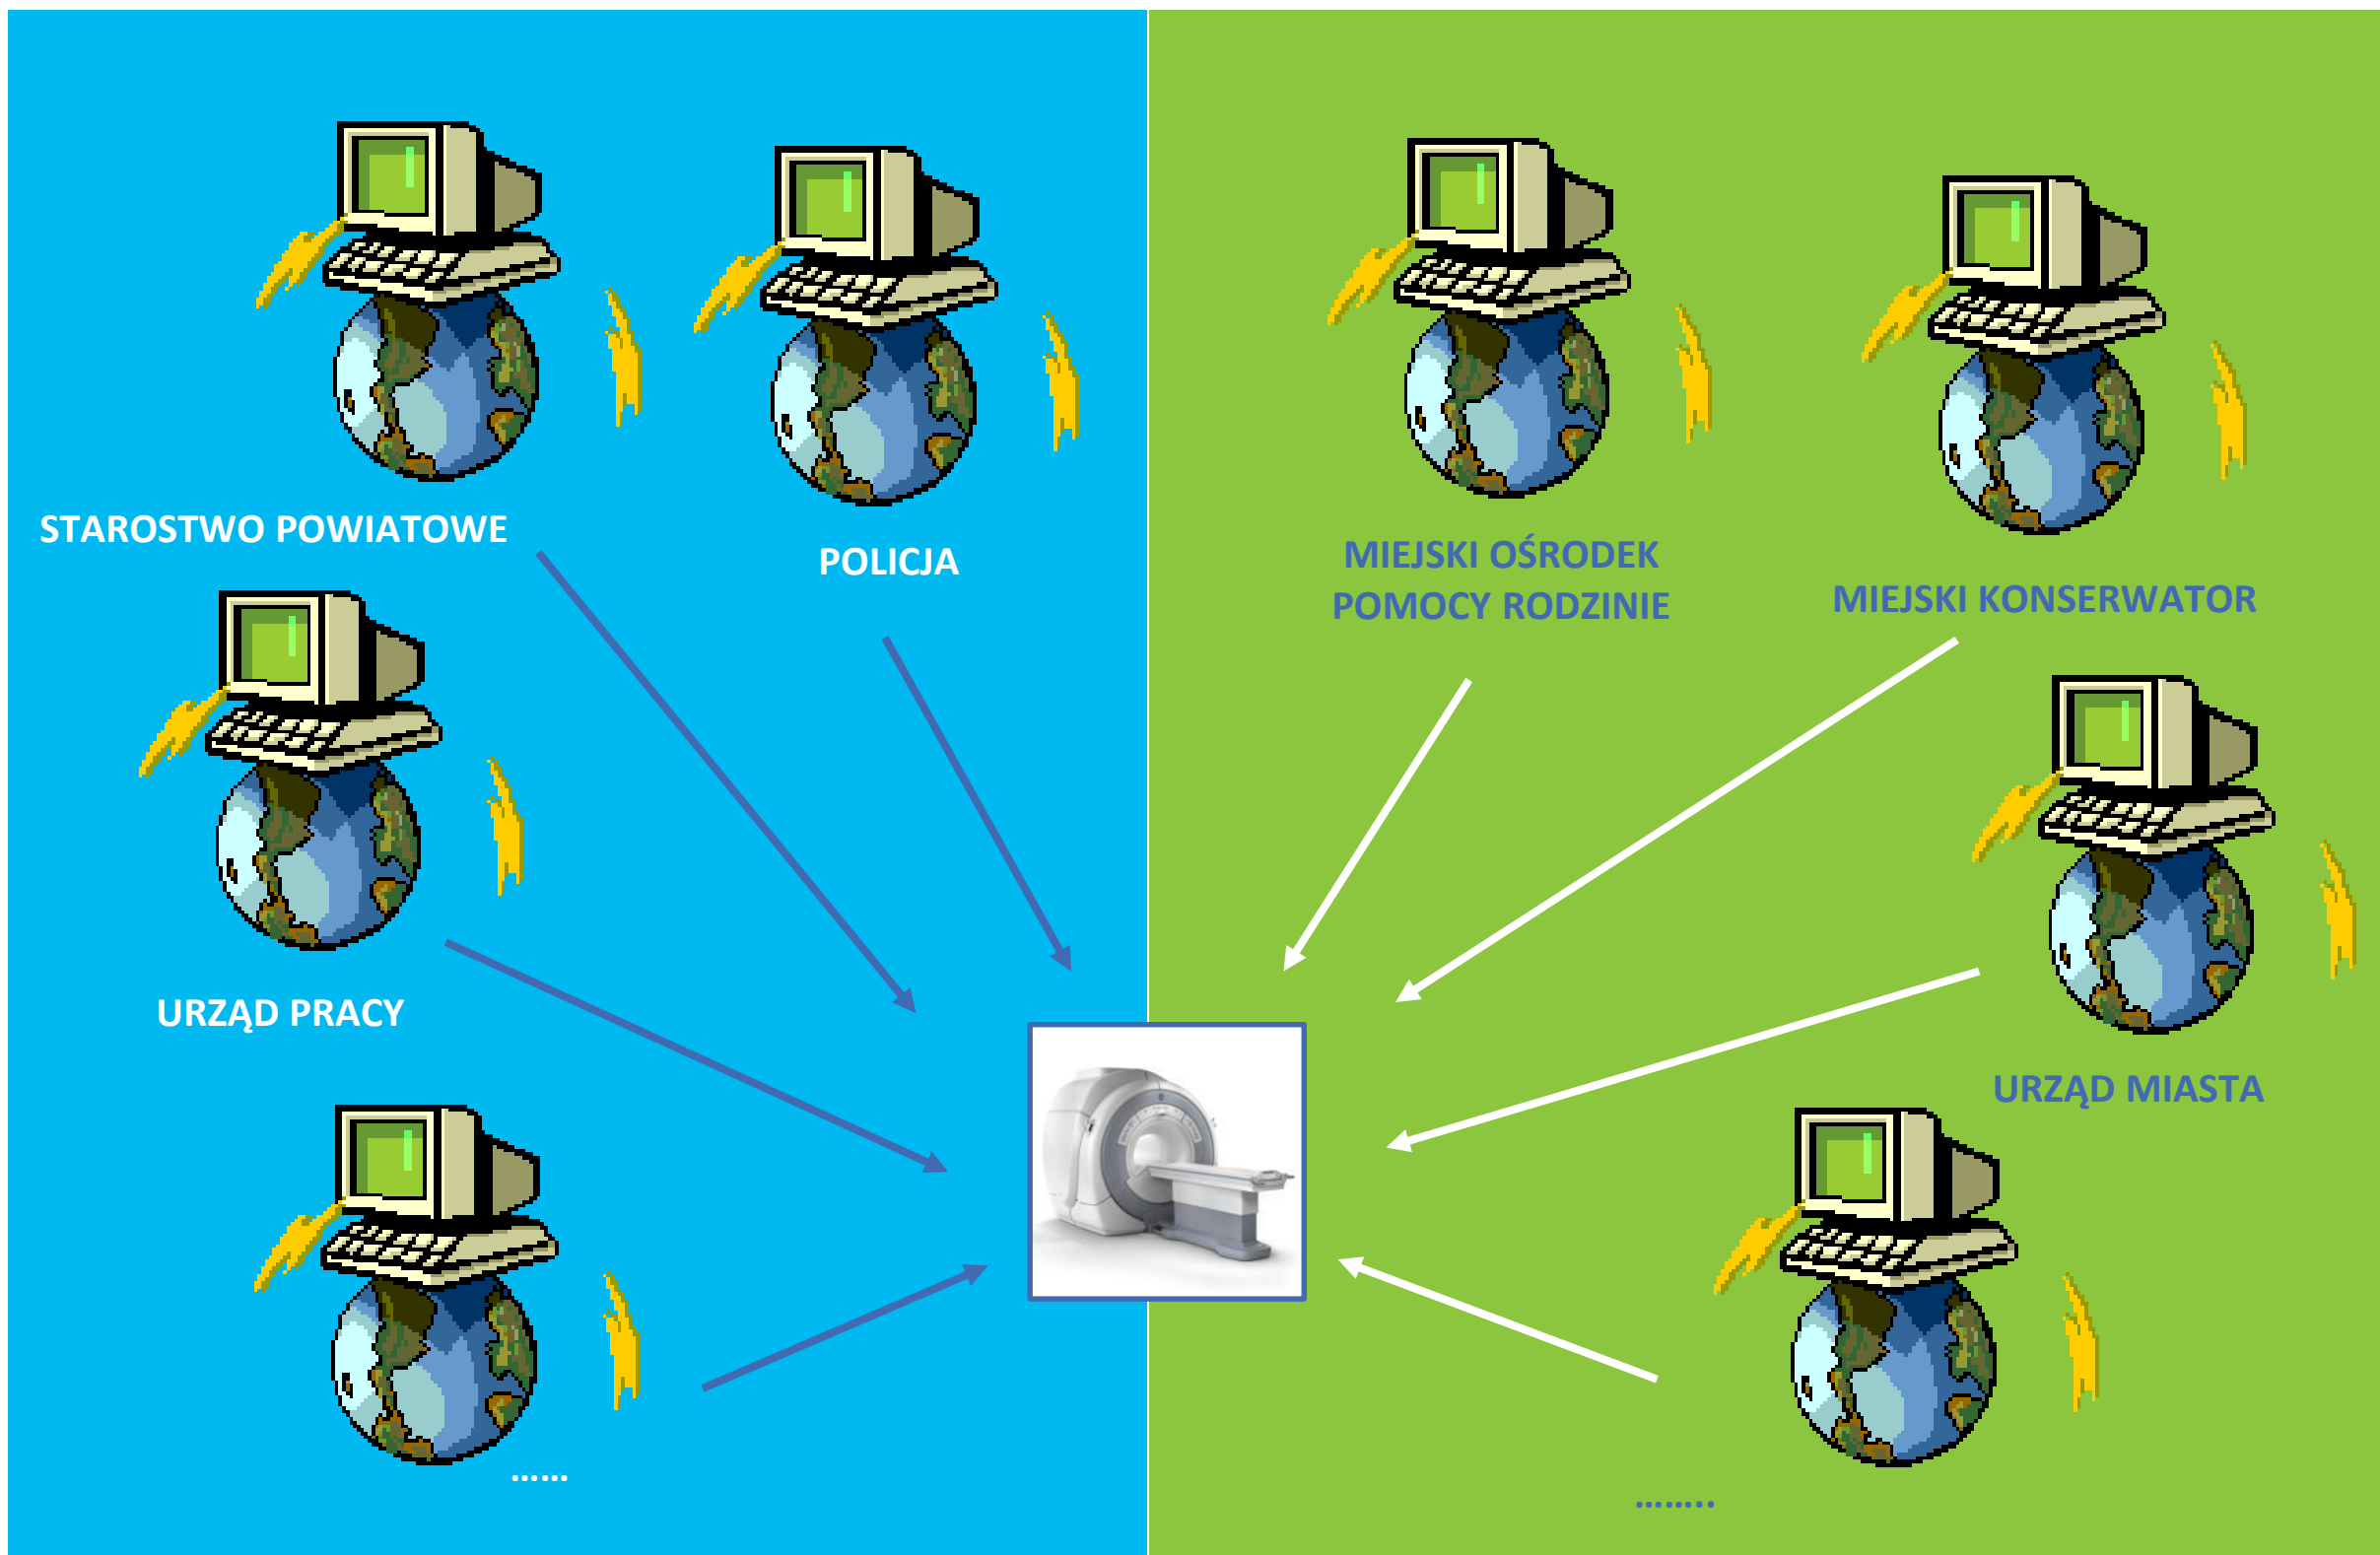 STAROSTWO POWIATOWE
POLICJA
URZĄD PRACY
......
MIEJSKI OŚRODEK
POMOCY RODZINIE
MIEJSKI KONSERWATOR
URZĄD MIASTA
........